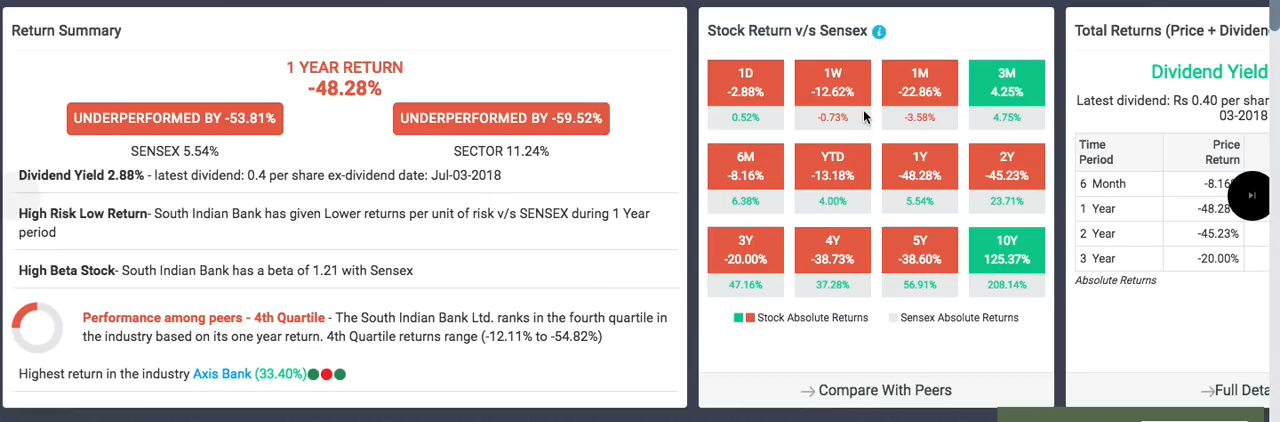 Return Summary
1 YEAR RETURN
-48.28%
UNDERPERFORMED BY -53.81%
UNDERPERFORMED BY -59.52%
SENSEX 5.54%
SECTOR 11.24%
Dividend Yield 2.88% - latest dividend: 0.4 per share ex-dividend date: Jul-03-2018
High Risk Low Return- South Indian Bank has given Lower returns per unit of risk v/s SENSEX during 1 Year
period
High Beta Stock- South Indian Bank has a beta of 1.21 with Sensex
Performance among peers - 4th Quartile - The South Indian Bank Ltd. ranks in the fourth quartile in
the industry based on its one year return. 4th Quartile returns range (-12.11% to -54.82%)
Highest return in the industry Axis Bank (33.40%)
Stock Return v/s Sensex
1D 1W 1M 3M
-2.88% -12.62% -22.86% 4.25%
0.52% -0.73% -3.58% 4.75%
6M YTD 1Y 2Y
-8.16% -13.18% -48.28% -45.23%
6.38% 4.00% 5.54% 23.71%
3Y 4Y 5Y 10Y
-20.00% -38.73% -38.60% 125.37%
47.16% 37.28% 56.91% 208.14%
Stock Absolute Returns Sensex Absolute Returns
Compare With Peers
Total Returns (Price + Dividen
Dividend Yield
Latest dividend: Rs 0.40 per shar
03-2018
Time Price
Period Return
6 Month -8.16
1 Year -48.28
2 Year -45.23%
3 Year -20.00%
Absolute Returns
Full Deta